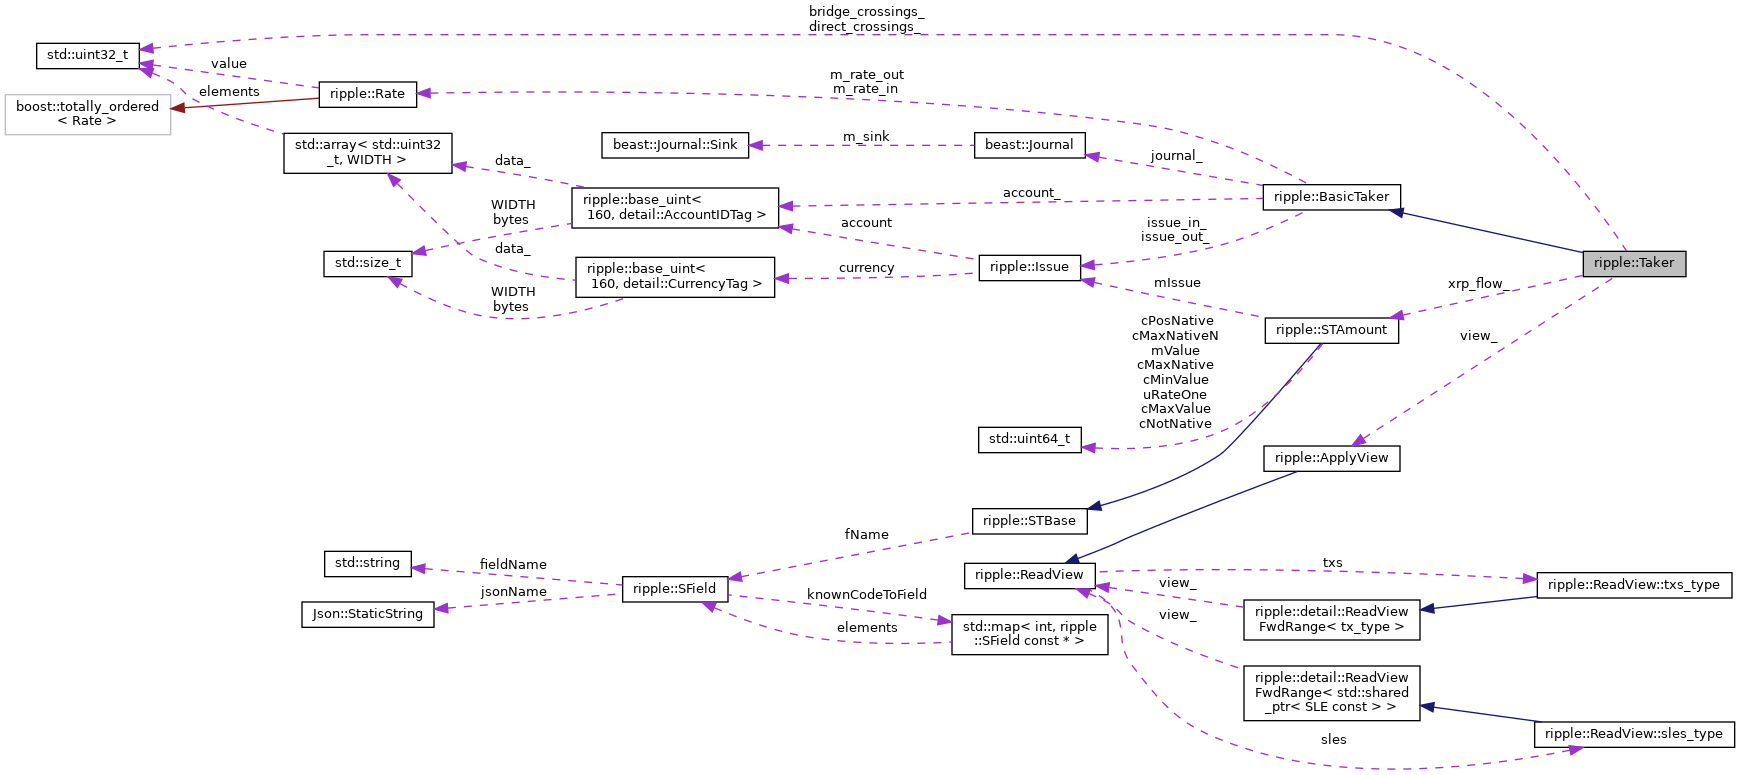 bridge_crossings_
direct_crossings_
std::uint32_t
value
m_rate_out
m_rate_in
ripple::Rate
elements
boost::totally_ordered
< Rate >
std::array< std::uint32
_t, WIDTH >
beast::Journal::Sink
m_sink
beast::Journal
journal_
data_
ripple::BasicTaker
account_
ripple::base_uint<
160, detail::AccountIDTag >
WIDTH
bytes
account
issue_in_
issue_out_
std::size_t
data_
ripple::base_uint<
160, detail::CurrencyTag >
currency
ripple::Issue
ripple::Taker
WIDTH
bytes
mIssue
xrp_flow_
ripple::STAmount
view_
cPosNative
cMaxNativeN
mValue
cMaxNative
cMinValue
uRateOne
cMaxValue
cNotNative
std::uint64_t
ripple::ApplyView
ripple::STBase
fName
std::string
fieldName
ripple::SField
jsonName
Json::StaticString
ripple::ReadView
txs
ripple::ReadView::txs_type
view_
ripple::detail::ReadView
FwdRange< tx_type >
knownCodeToField
elements
std::map< int, ripple
::SField const * >
view_
ripple::detail::ReadView
FwdRange< std::shared
_ptr< SLE const > >
sles
ripple::ReadView::sles_type